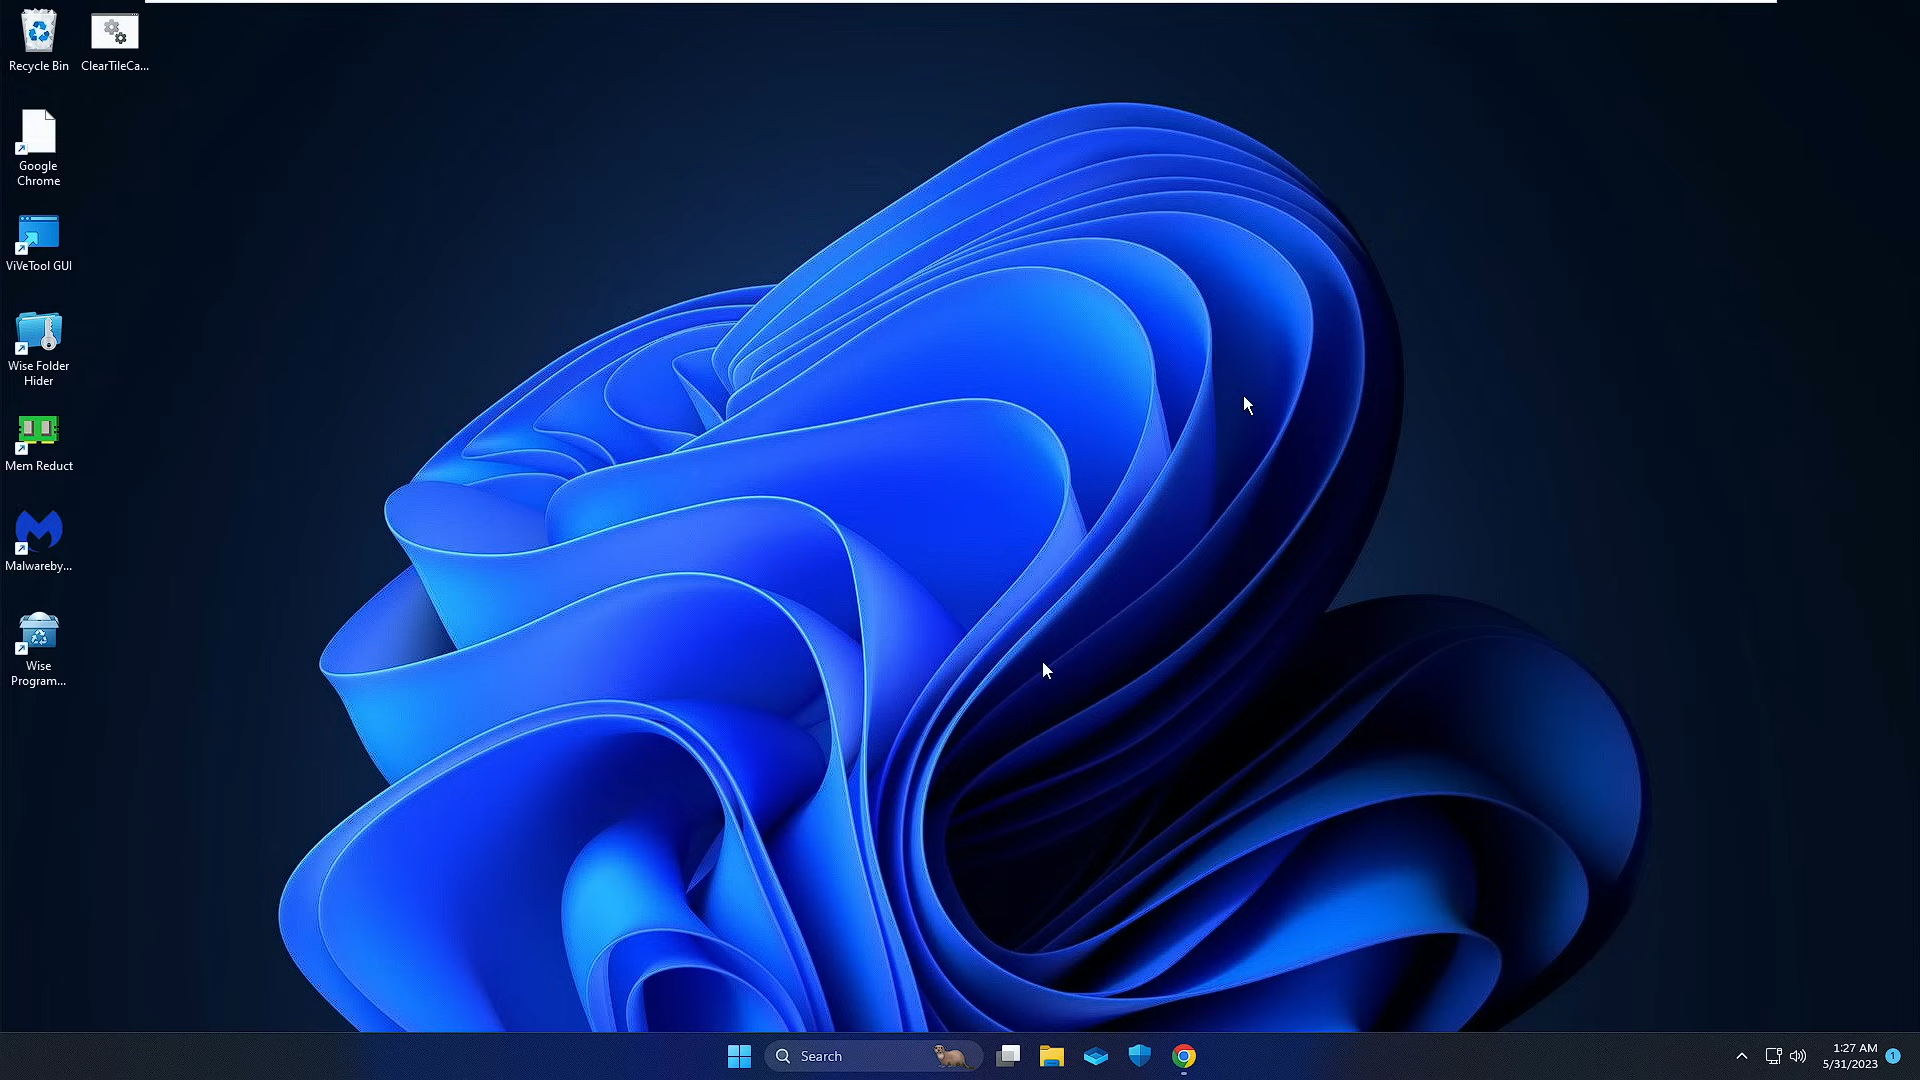 Recycle Bin
ClearTileCa...
Google
Chrome
ViVeTool GUI
Wise Folder
Hider
Mem Reduct
Malwareby...
Wise
Program...
Search
1:27 AM
5/31/2023
1